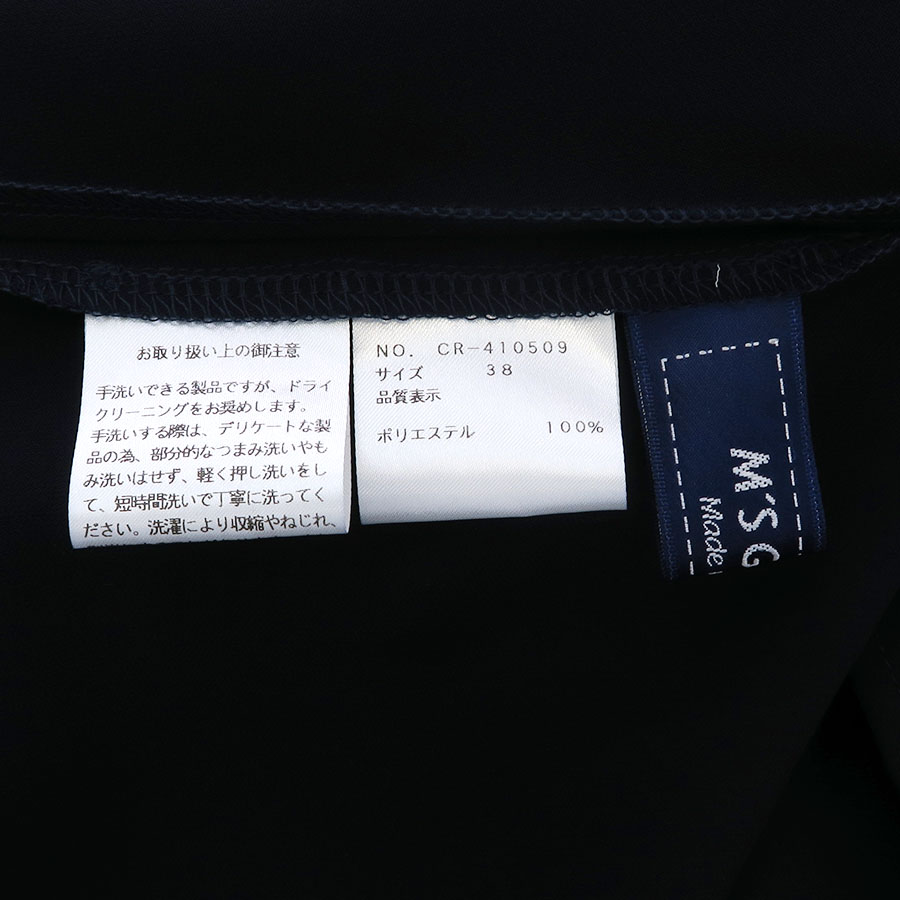 お取り扱い上の御注意
手洗いできる製品ですが、ドライ
クリーニングをお奨めします。
手洗いする際は、デリケートな製
品の為、部分的なつまみ洗いやも
み洗いはせず、軽く押し洗いをし
て、短時間洗いで丁寧に洗ってく
ださい。洗濯により収縮やねじれ、
NO. CR-410509
サイズ 38
品質表示
ポリエステル 100%
M'S G
Made